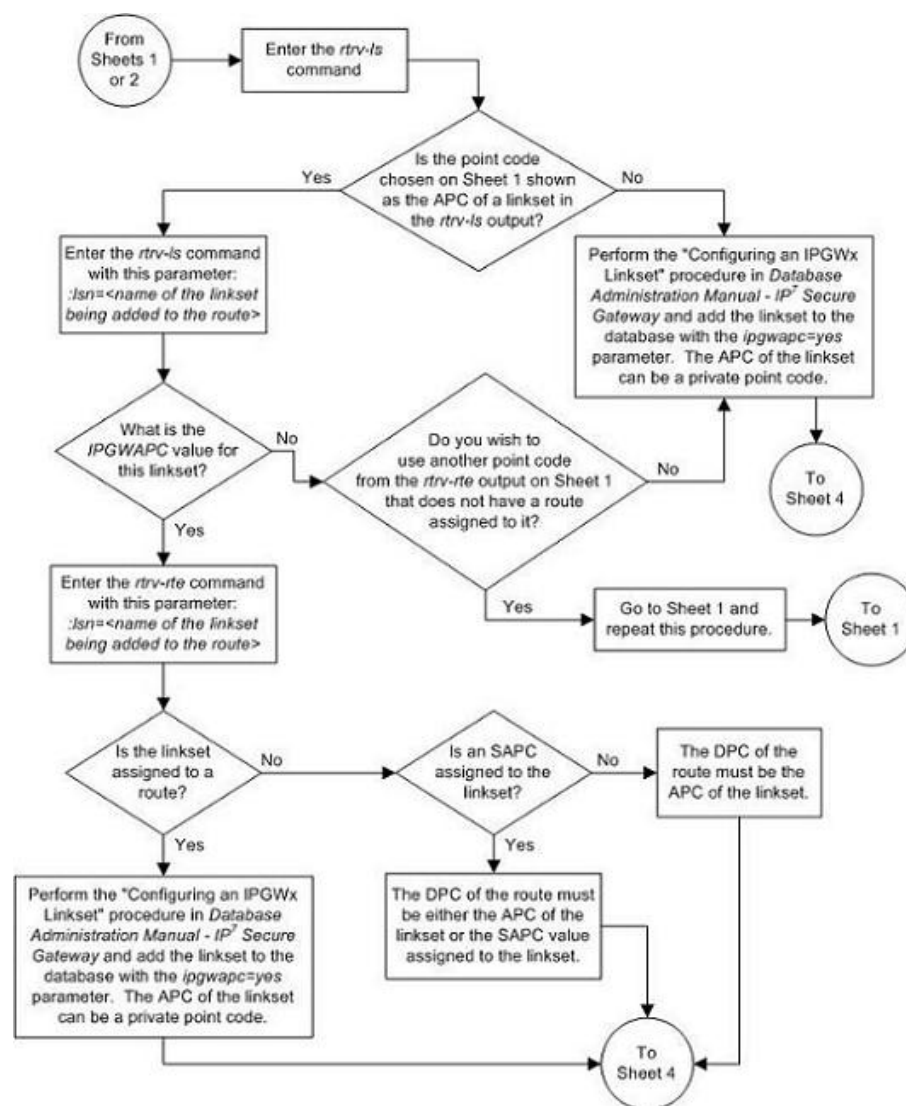 From
Sheets 1
or 2
Enter the rtrv-ls
command
Is the point code
chosen on Sheet 1 shown
as the APC of a linkset in
the rtrv-ls output?
Yes
No
Enter the rtrv-ls command
with this parameter:
:lsn=<name of the linkset
being added to the route>
Perform the "Configuring an IPGWx
Linkset" procedure in Database
Administration Manual - IP7 Secure
Gateway and add the linkset to the
database with the ipgwapc=yes
parameter. The APC of the linkset
can be a private point code.
What is the
IPGWAPC value for
this linkset?
No
Yes
Do you wish to
use another point code
from the rtrv-rte output on Sheet 1
that does not have a route
assigned to it?
No
Yes
To
Sheet 4
Enter the rtrv-rte command
with this parameter:
:lsn=<name of the linkset
being added to the route>
Go to Sheet 1 and
repeat this procedure.
To
Sheet 1
Is the linkset
assigned to a
route?
No
Yes
Is an SAPC
assigned to the
linkset?
No
Yes
The DPC of the
route must be the
APC of the linkset.
Perform the "Configuring an IPGWx
Linkset" procedure in Database
Administration Manual - IP7 Secure
Gateway and add the linkset to the
database with the ipgwapc=yes
parameter. The APC of the linkset
can be a private point code.
The DPC of the route must
be either the APC of the
linkset or the SAPC value
assigned to the linkset.
To
Sheet 4